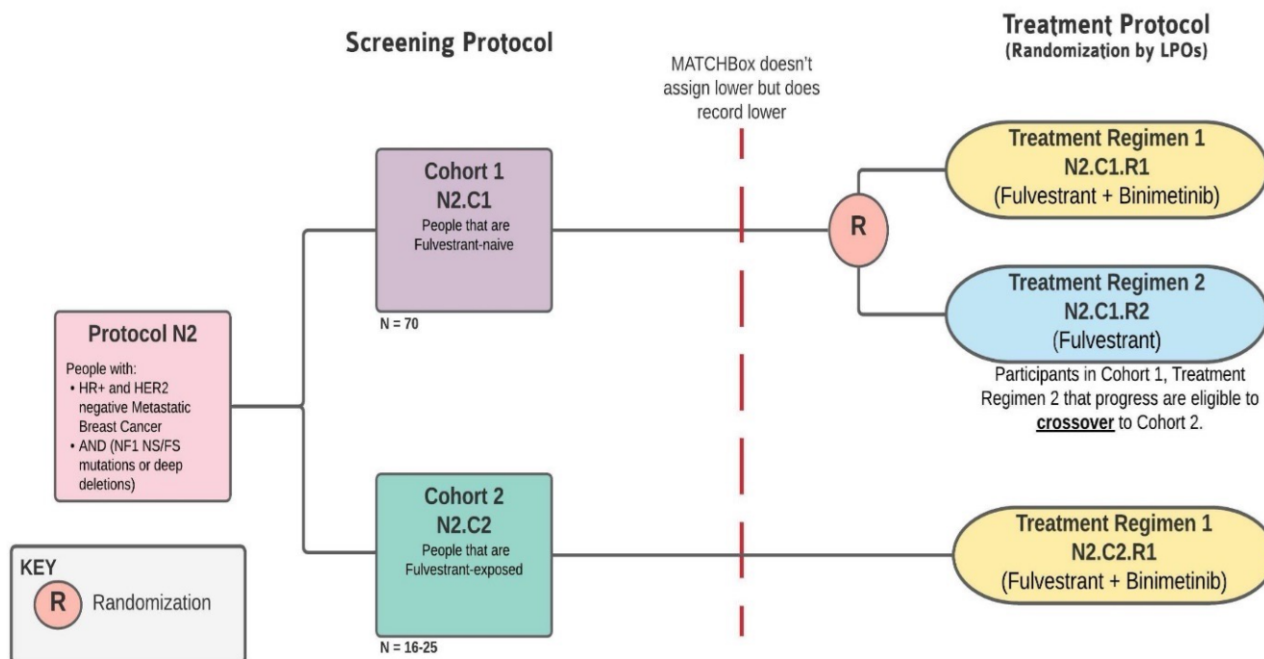 Screening Protocol
Treatment Protocol
(Randomization by LPOs)
MATCHBox doesn't
assign lower but does
record lower
Cohort 1
N2.C1
People that are
Fulvestrant-naive
N = 70
R
Treatment Regimen 1
N2.C1.R1
(Fulvestrant + Binimetinib)
Treatment Regimen 2
N2.C1.R2
(Fulvestrant)
Participants in Cohort 1, Treatment
Regimen 2 that progress are eligible to
crossover to Cohort 2.
Protocol N2
People with:
• HR+ and HER2
negative Metastatic
Breast Cancer
• AND (NF1 NS/FS
mutations or deep
deletions)
Cohort 2
N2.C2
People that are
Fulvestrant-exposed
N = 16-25
Treatment Regimen 1
N2.C2.R1
(Fulvestrant + Binimetinib)
KEY
R Randomization